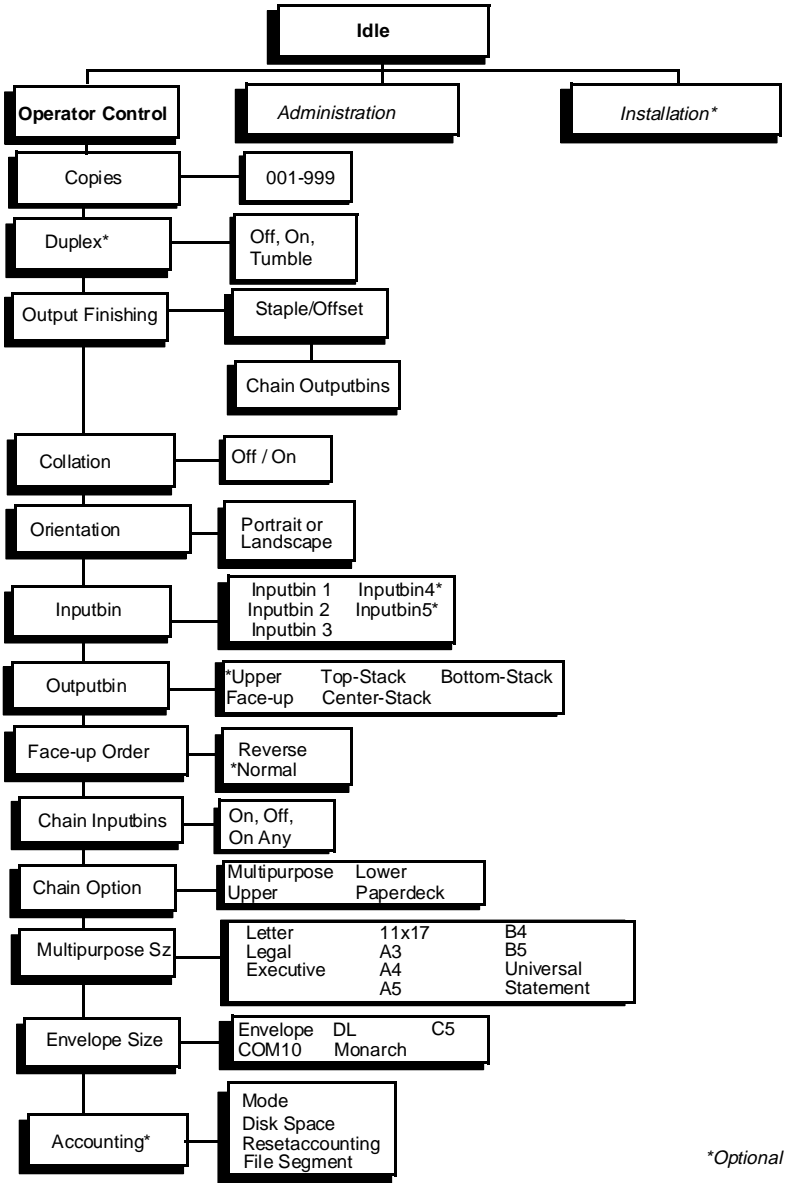 Idle
Operator Control
Administration
Installation*
Copies
001-999
Duplex*
Off, On,
Tumble
Output Finishing
Staple/Offset
Chain Outputbins
Collation
Off / On
Orientation
Portrait or
Landscape
Inputbin
Inputbin 1 Inputbin4*
Inputbin 2 Inputbin5*
Inputbin 3
Outputbin
*Upper Top-Stack Bottom-Stack
Face-up Center-Stack
Face-up Order
Reverse
*Normal
Chain Inputbins
On, Off,
On Any
Chain Option
Multipurpose Lower
Upper Paperdeck
Multipurpose Sz
Letter 11x17 B4
Legal A3 B5
Executive A4 Universal
A5 Statement
Envelope Size
Envelope DL C5
COM10 Monarch
Accounting*
Mode
Disk Space
Resetaccounting
File Segment
*Optional